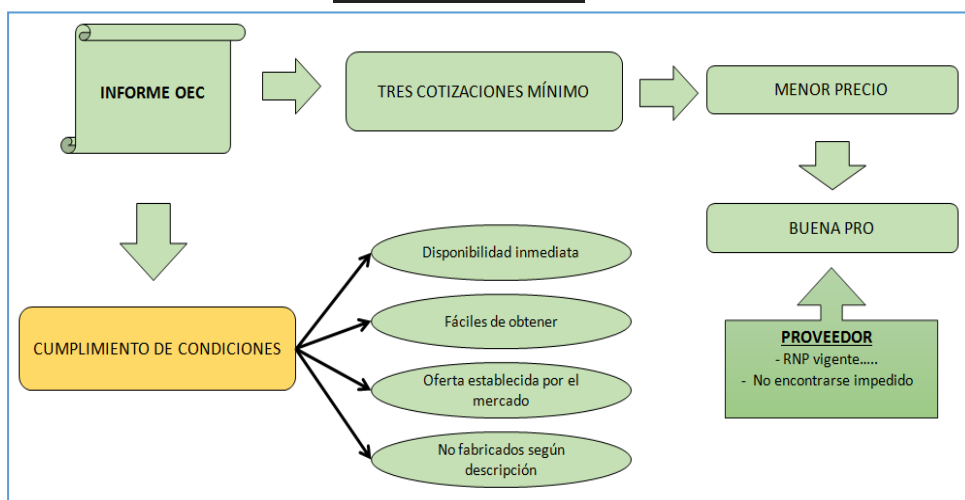 INFORME OEC
TRES COTIZACIONES MÍNIMO
MENOR PRECIO
BUENA PRO
Disponibilidad inmediata
Fáciles de obtener
CUMPLIMIENTO DE CONDICIONES
Oferta establecida por el
mercado
No fabricados según
descripción
PROVEEDOR
- RNP vigente.....
- No encontrarse impedido